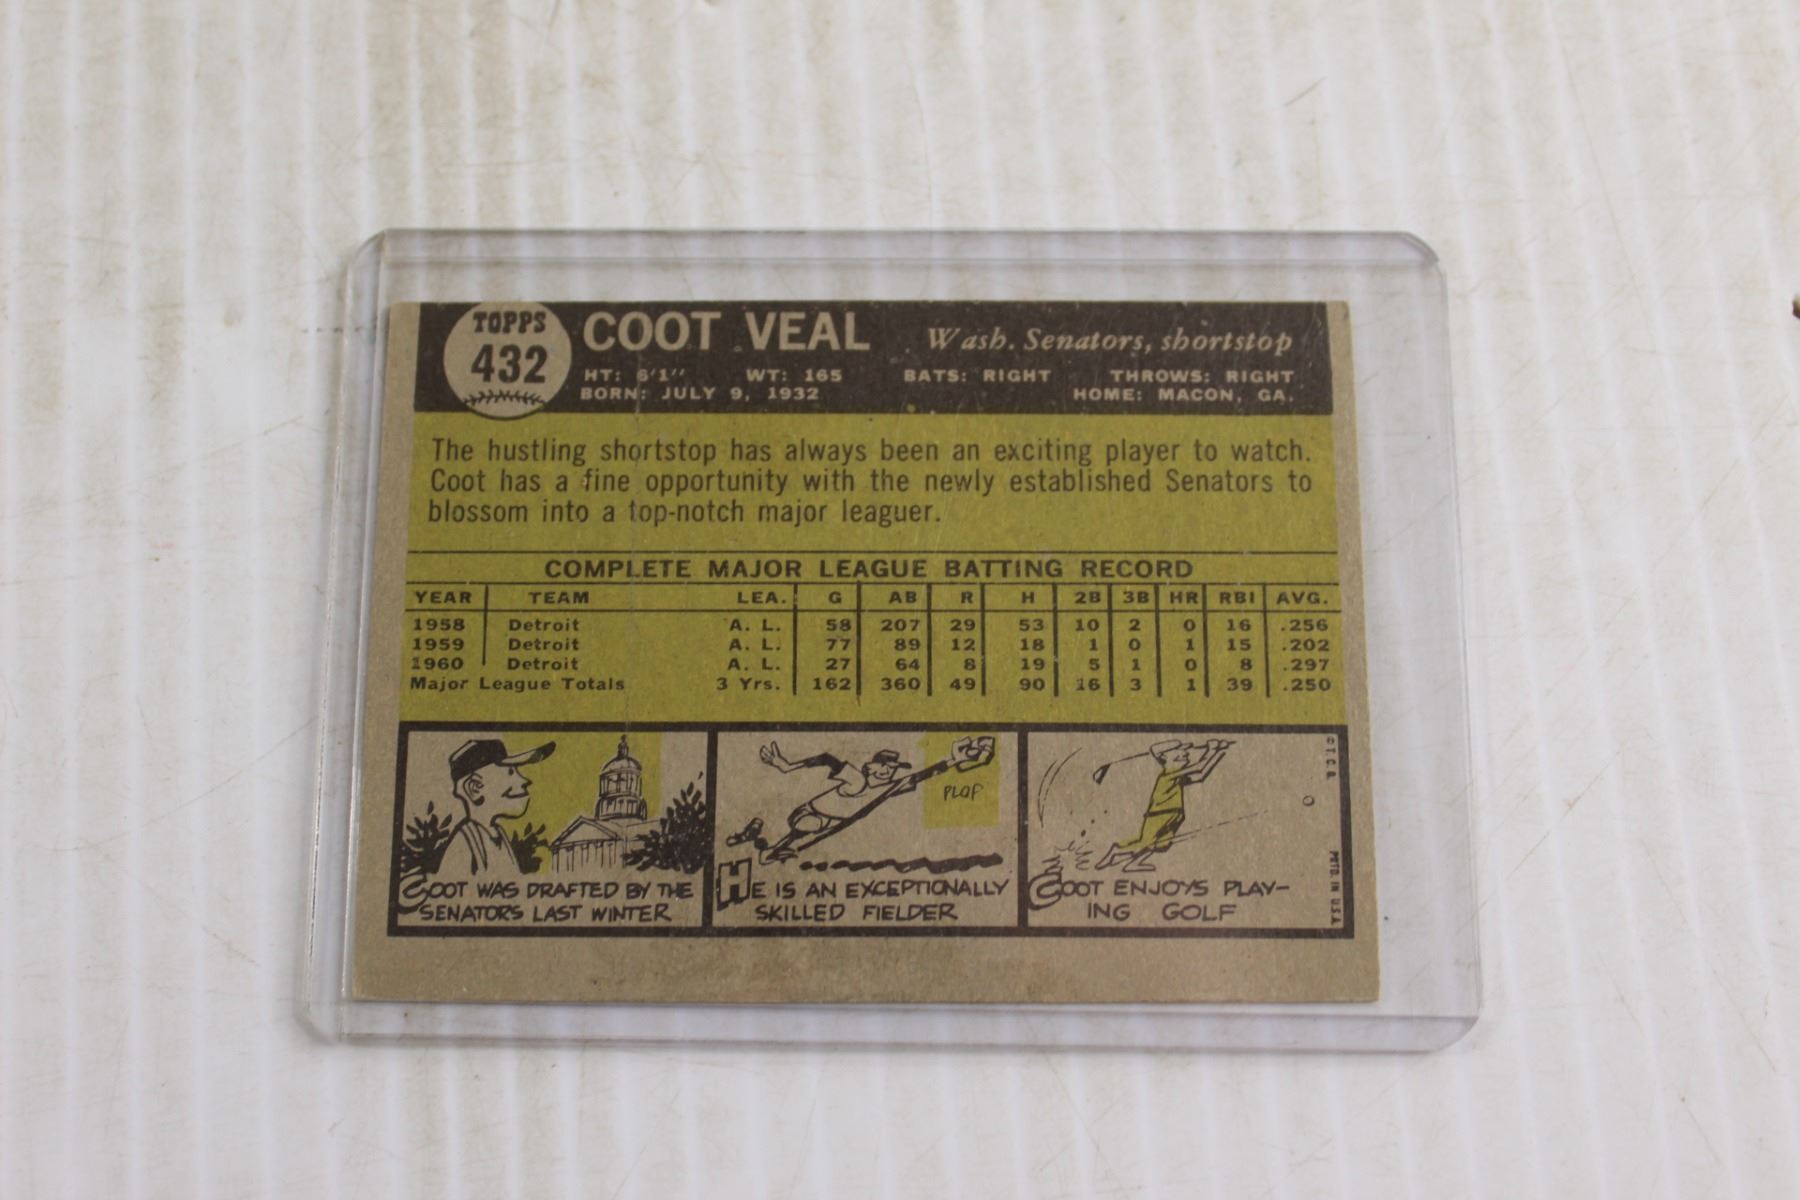 TOPPS
432
COOT VEAL
Wash. Senators, shortstop
HT: 6'1" WT: 165 BATS: RIGHT THROWS: RIGHT
BORN: JULY 9, 1932 HOME: MACON, GA.
The hustling shortstop has always been an exciting player to watch.
Coot has a fine opportunity with the newly established Senators to
blossom into a top-notch major leaguer.
COMPLETE MAJOR LEAGUE BATTING RECORD
YEAR TEAM LEA. G AB R H 2B 3B HR RBI AVG.
1958 Detroit A. L. 58 207 29 53 10 2 0 16 .256
1959 Detroit A. L. 77 89 12 18 1 0 1 15 .202
1960 Detroit A. L. 27 64 8 19 5 1 0 8 .297
Major League Totals 3 Yrs. 162 360 49 90 16 3 1 39 .250
COOT WAS DRAFTED BY THE
SENATORS LAST WINTER
PLOF
HE IS AN EXCEPTIONALLY
SKILLED FIELDER
COOT ENJOYS PLAY-
ING GOLF
©T.C.G.
PRTD. IN U.S.A.